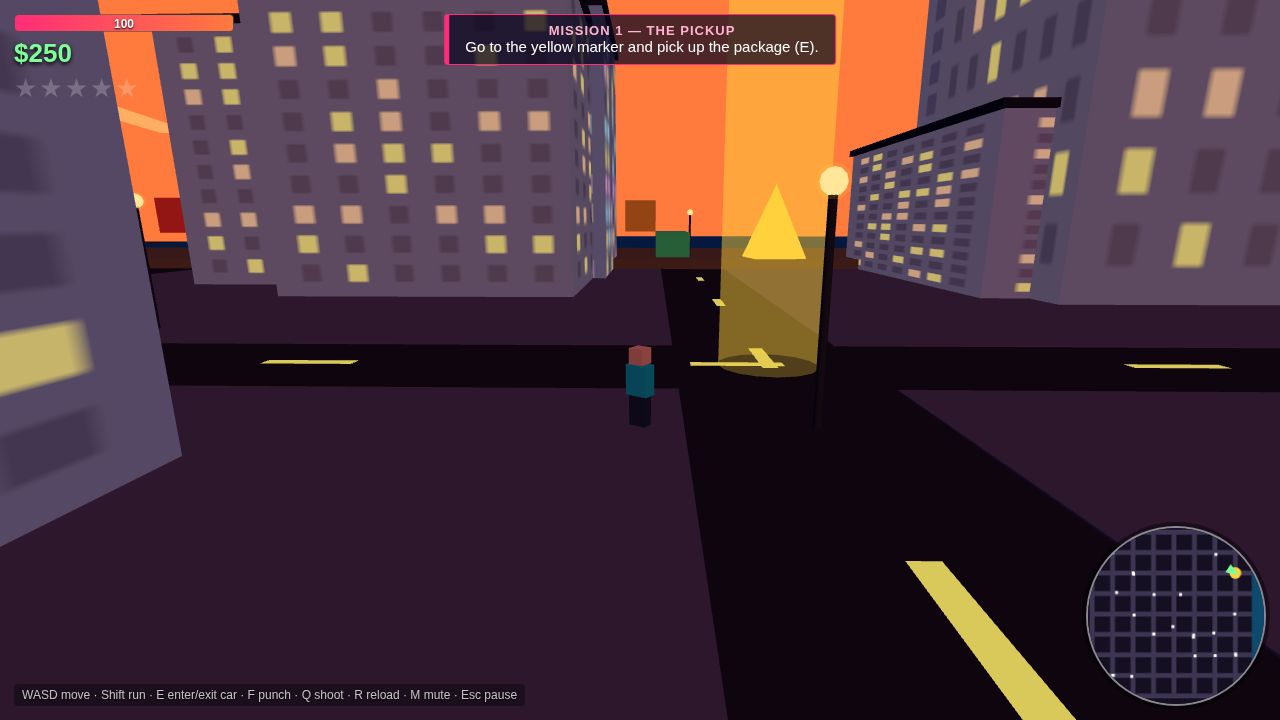 100
$250
MISSION 1 — THE PICKUP
Go to the yellow marker and pick up the package (E).
WASD move · Shift run · E enter/exit car · F punch · Q shoot · R reload · M mute · Esc pause